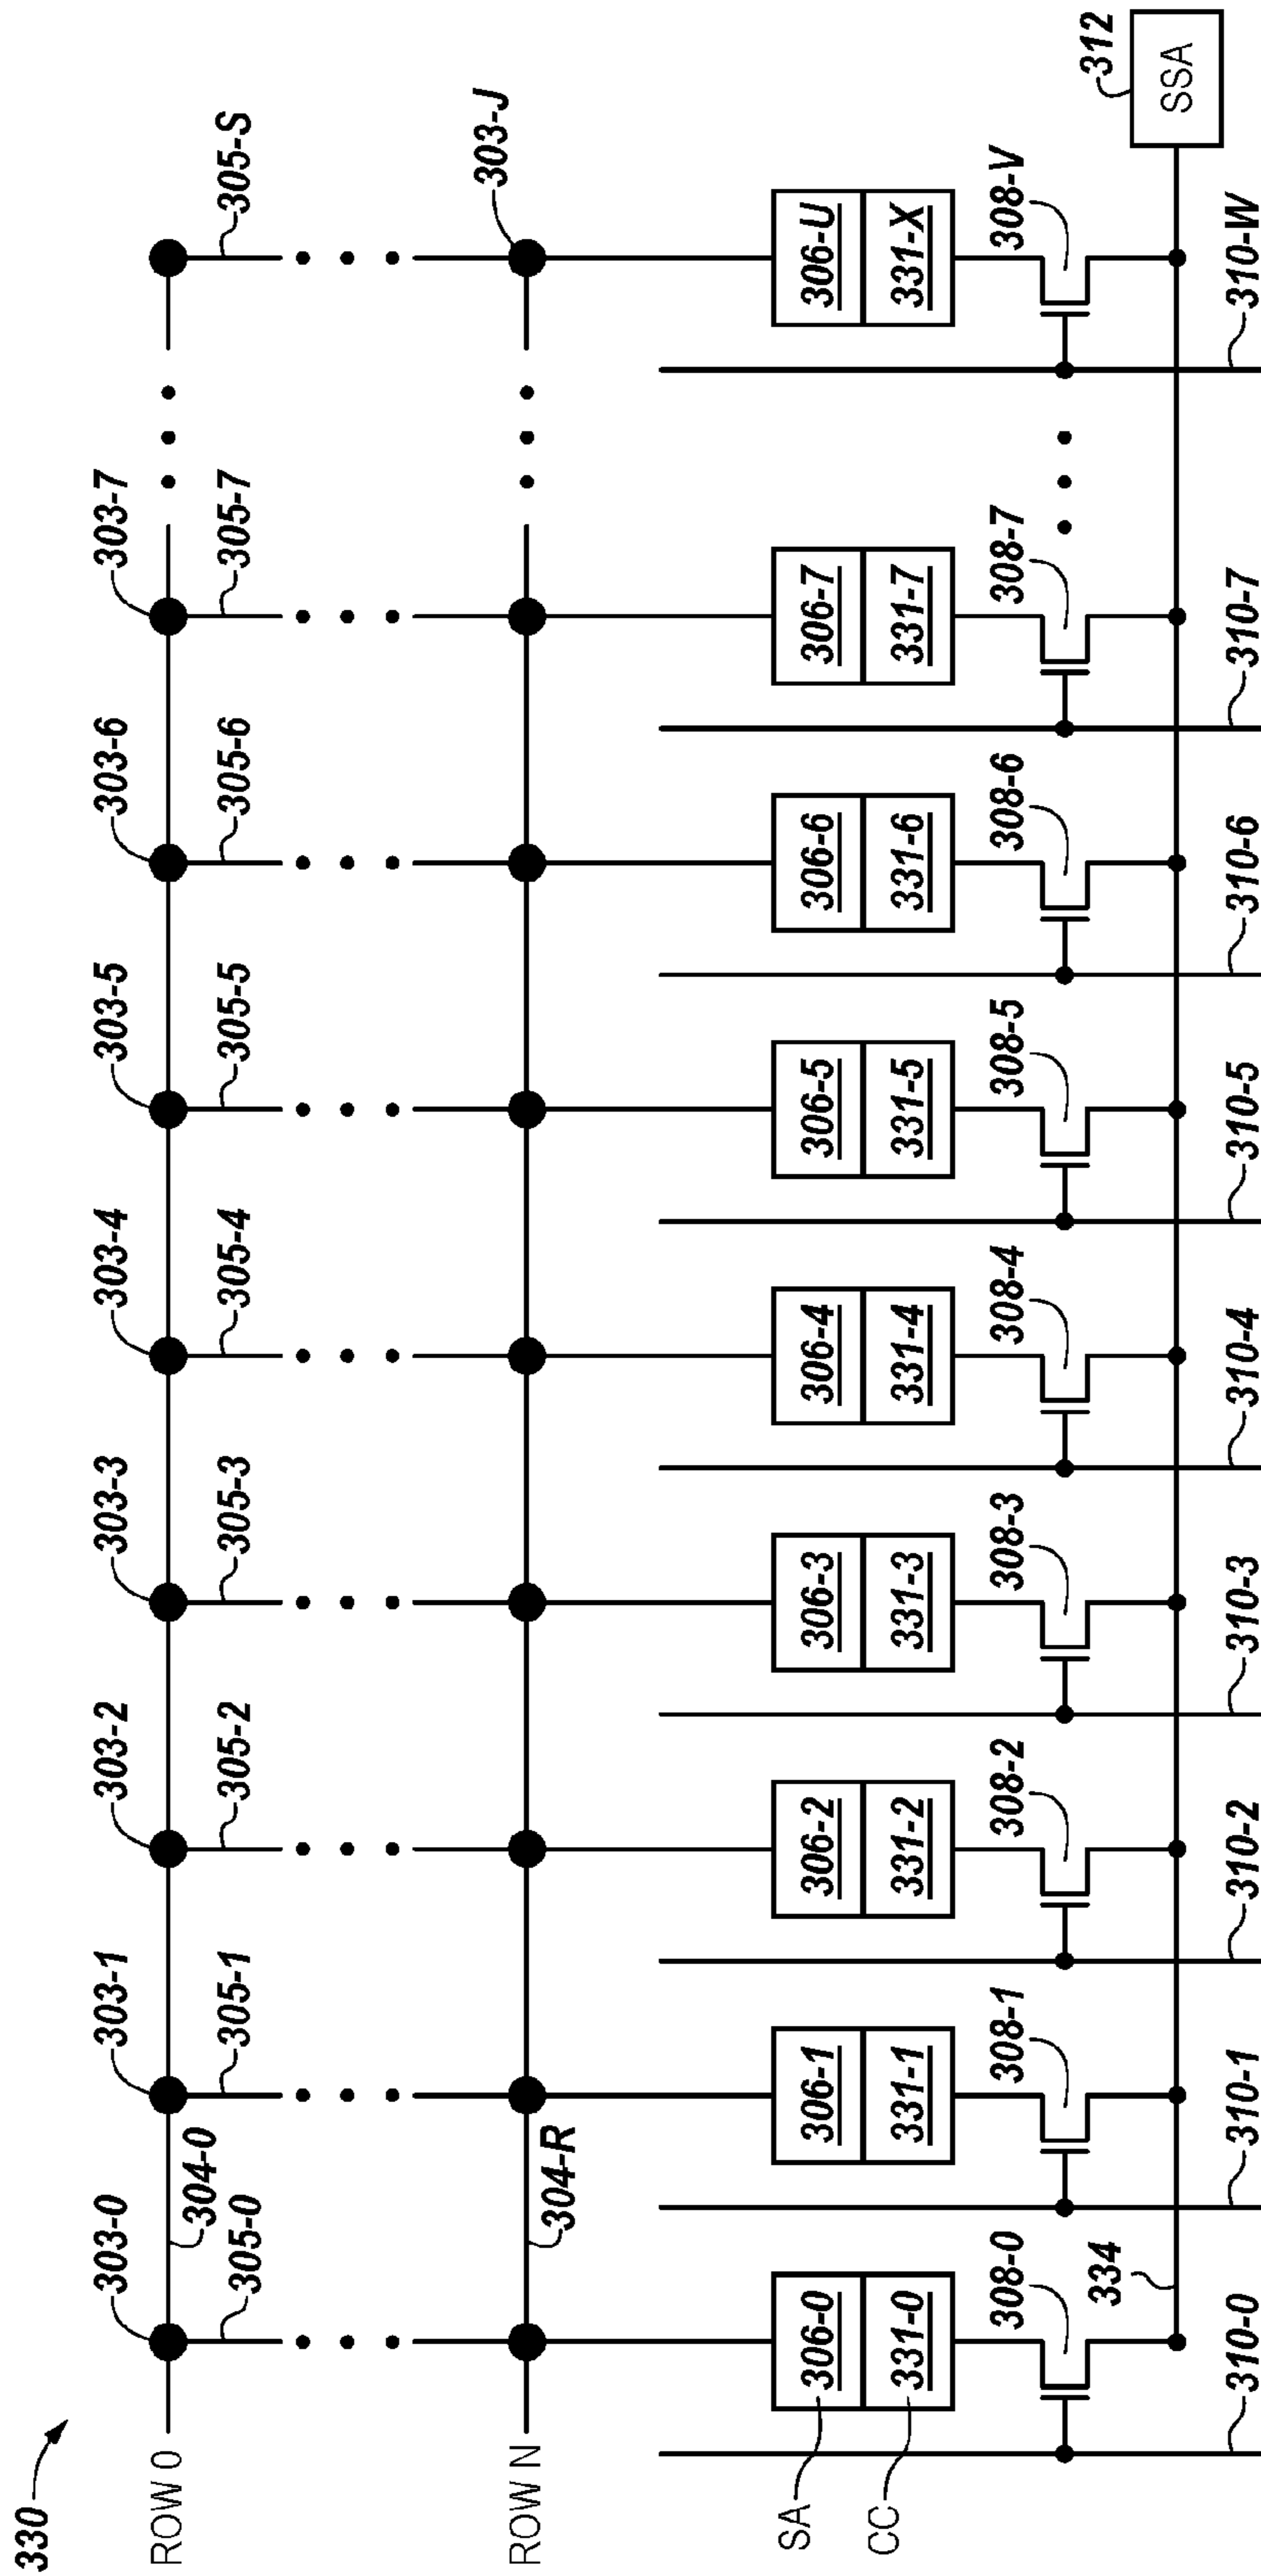 330
303-0 303-1 303-2 303-3 303-4 303-5 303-6 303-7
ROW 0
304-0
305-0 305-1 305-2 305-3 305-4 305-5 305-6 305-7 305-S
303-J
ROW N
304-R
SA 306-0 306-1 306-2 306-3 306-4 306-5 306-6 306-7 306-U
CC 331-0 331-1 331-2 331-3 331-4 331-5 331-6 331-7 331-X
308-0 308-1 308-2 308-3 308-4 308-5 308-6 308-7 308-V
334
312
SSA
310-0 310-1 310-2 310-3 310-4 310-5 310-6 310-7 310-W